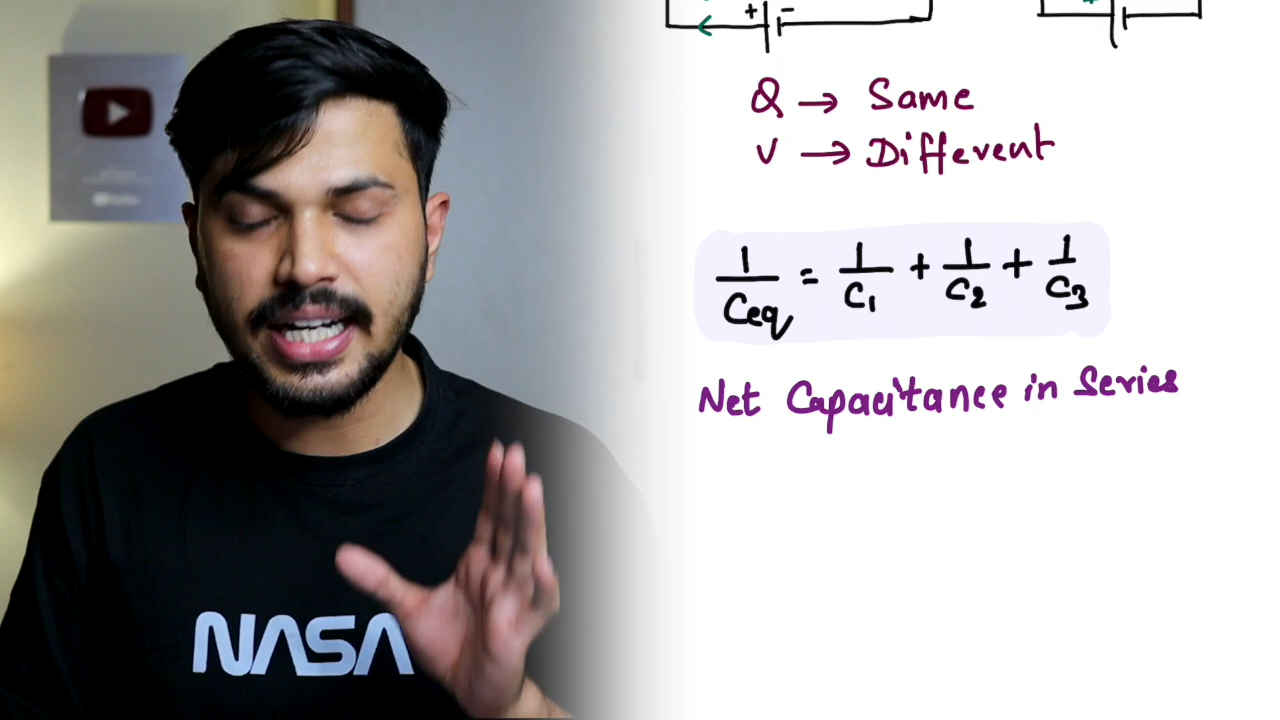 + -
Q → Same
V → Different
1/Ceq = 1/C₁ + 1/C₂ + 1/C₃
Net Capacitance in Series
NASA